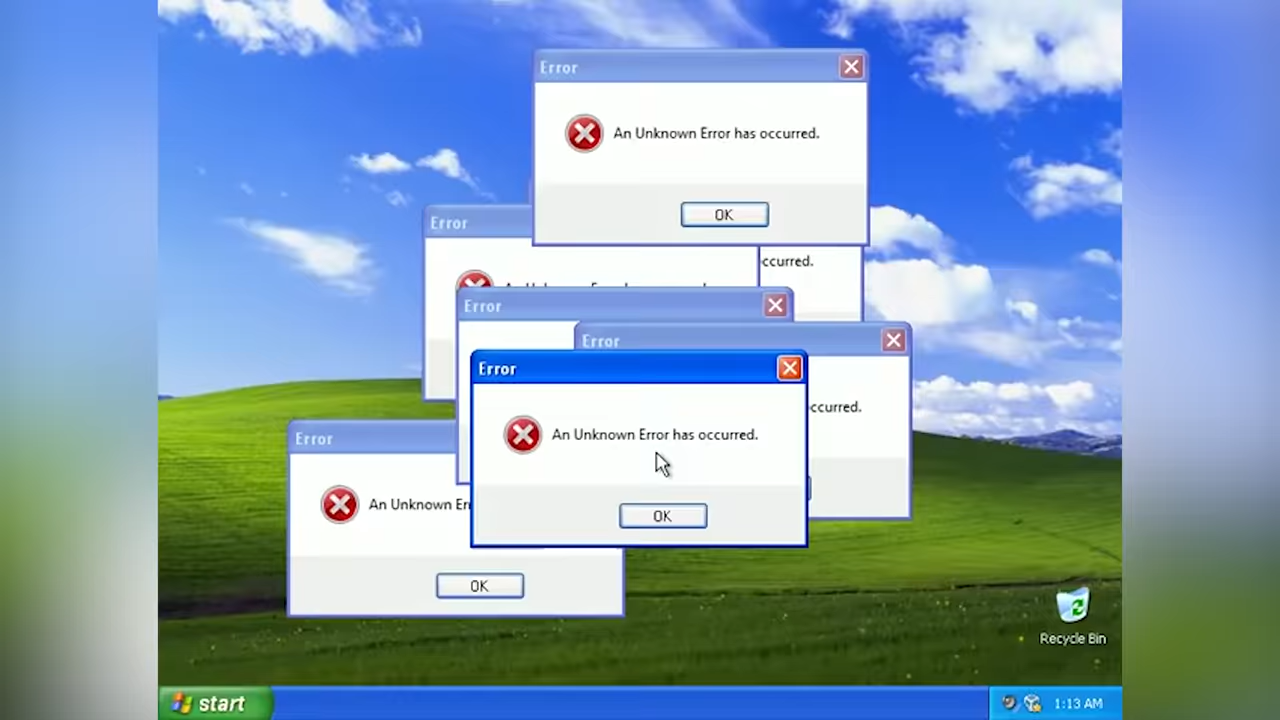 Error
An Unknown Error has occurred.
OK
Error
ccurred.
Error
Error
ccurred.
Error
An Unknown Error has occurred.
OK
Error
An Unknown Er
OK
Recycle Bin
start
1:13 AM